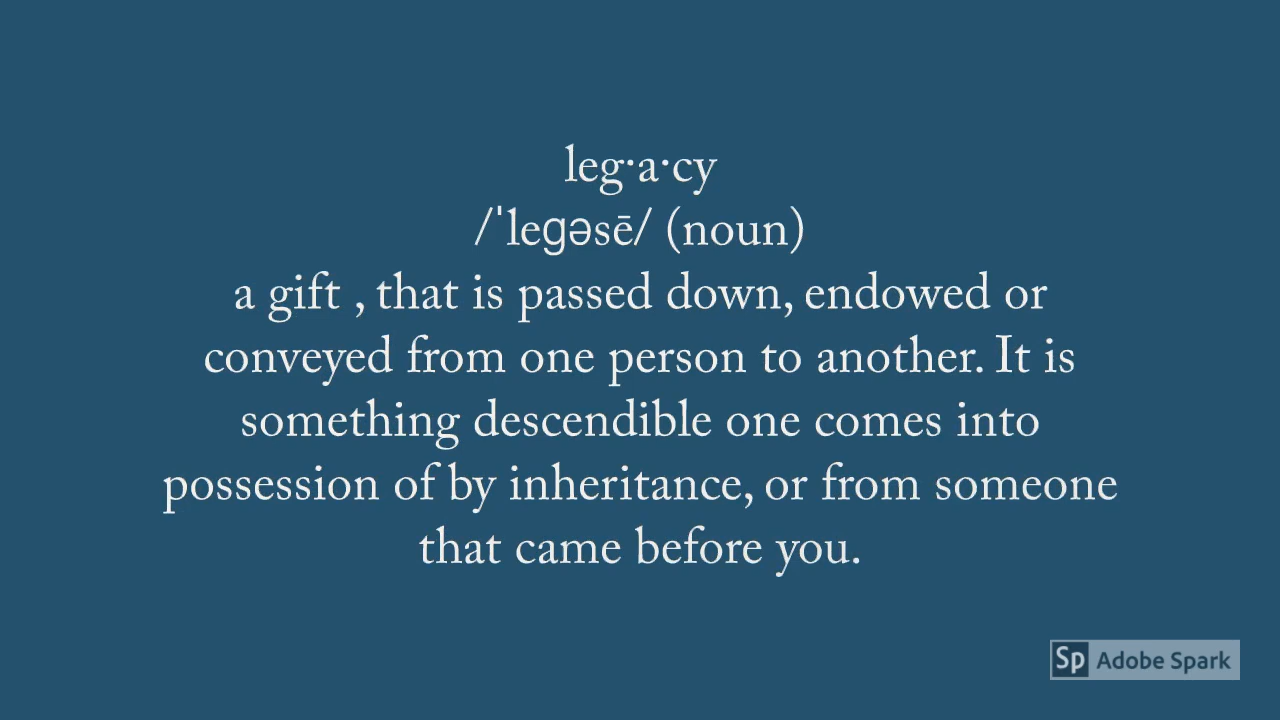 leg·a·cy
/ˈleɡəsē/ (noun)
a gift , that is passed down, endowed or
conveyed from one person to another. It is
something descendible one comes into
possession of by inheritance, or from someone
that came before you.
Sp Adobe Spark